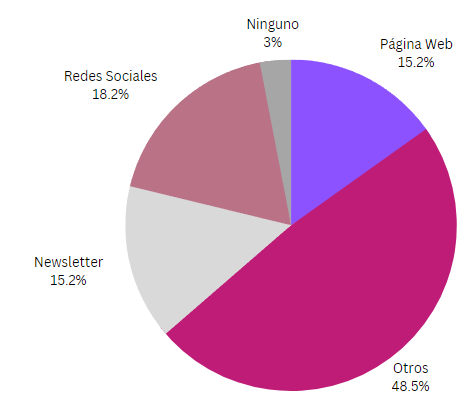 Ninguno
3%
Página Web
15.2%
Redes Sociales
18.2%
Newsletter
15.2%
Otros
48.5%